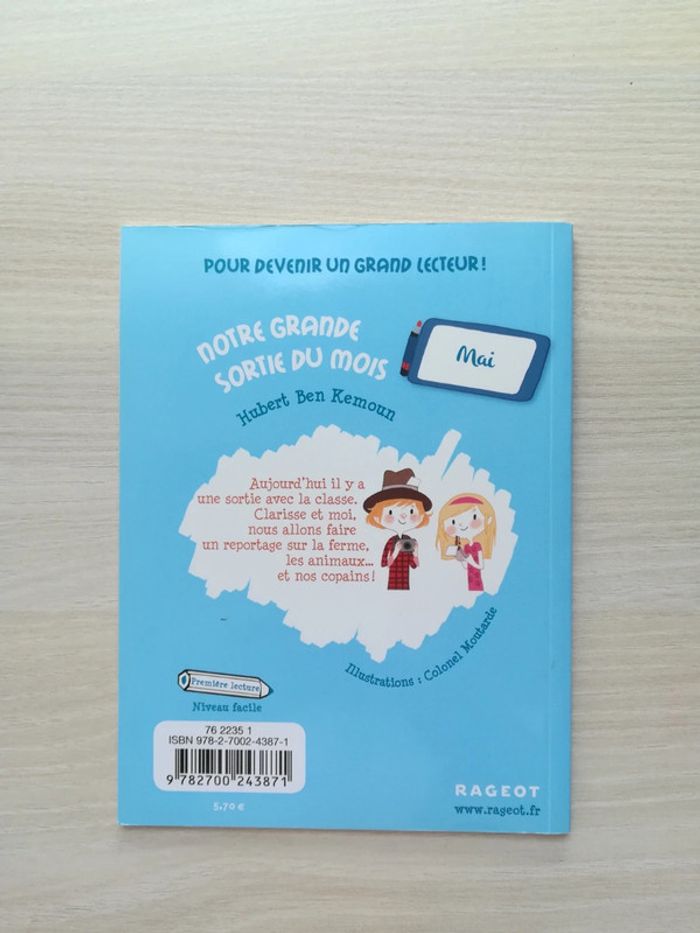 POUR DEVENIR UN GRAND LECTEUR !
NOTRE GRANDE
SORTIE DU MOIS
Mai
Hubert Ben Kemoun
Aujourd'hui il y a
une sortie avec la classe.
Clarisse et moi,
nous allons faire
un reportage sur la ferme,
les animaux...
et nos copains !
Illustrations : Colonel Moutarde
Première lecture
Niveau facile
76 2235 1
ISBN 978-2-7002-4387-1
9 782700 243871
5,70 €
RAGEOT
www.rageot.fr